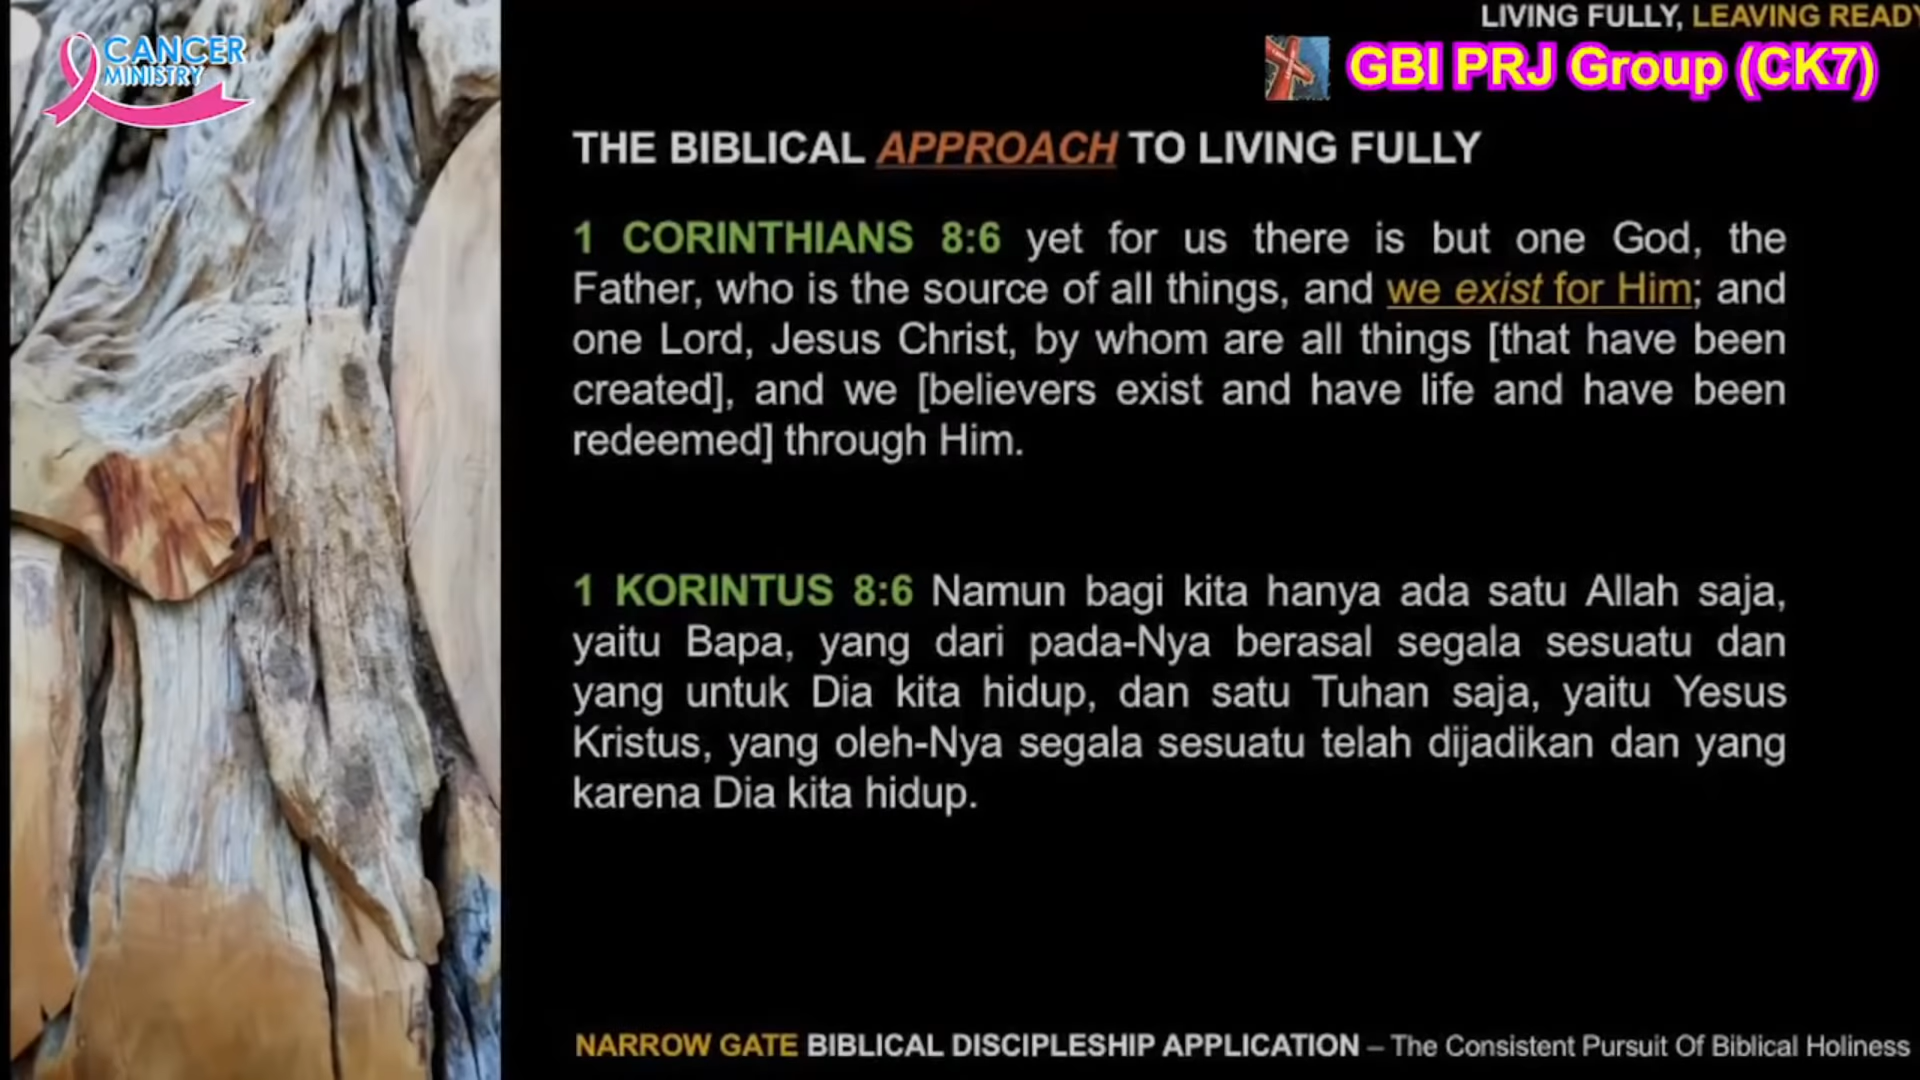 LIVING FULLY, LEAVING READY
CANCER
MINISTRY
GBI PRJ Group (CK7)
THE BIBLICAL APPROACH TO LIVING FULLY
1 CORINTHIANS 8:6 yet for us there is but one God, the
Father, who is the source of all things, and we exist for Him; and
one Lord, Jesus Christ, by whom are all things [that have been
created], and we [believers exist and have life and have been
redeemed] through Him.
1 KORINTUS 8:6 Namun bagi kita hanya ada satu Allah saja,
yaitu Bapa, yang dari pada-Nya berasal segala sesuatu dan
yang untuk Dia kita hidup, dan satu Tuhan saja, yaitu Yesus
Kristus, yang oleh-Nya segala sesuatu telah dijadikan dan yang
karena Dia kita hidup.
NARROW GATE BIBLICAL DISCIPLESHIP APPLICATION – The Consistent Pursuit Of Biblical Holiness